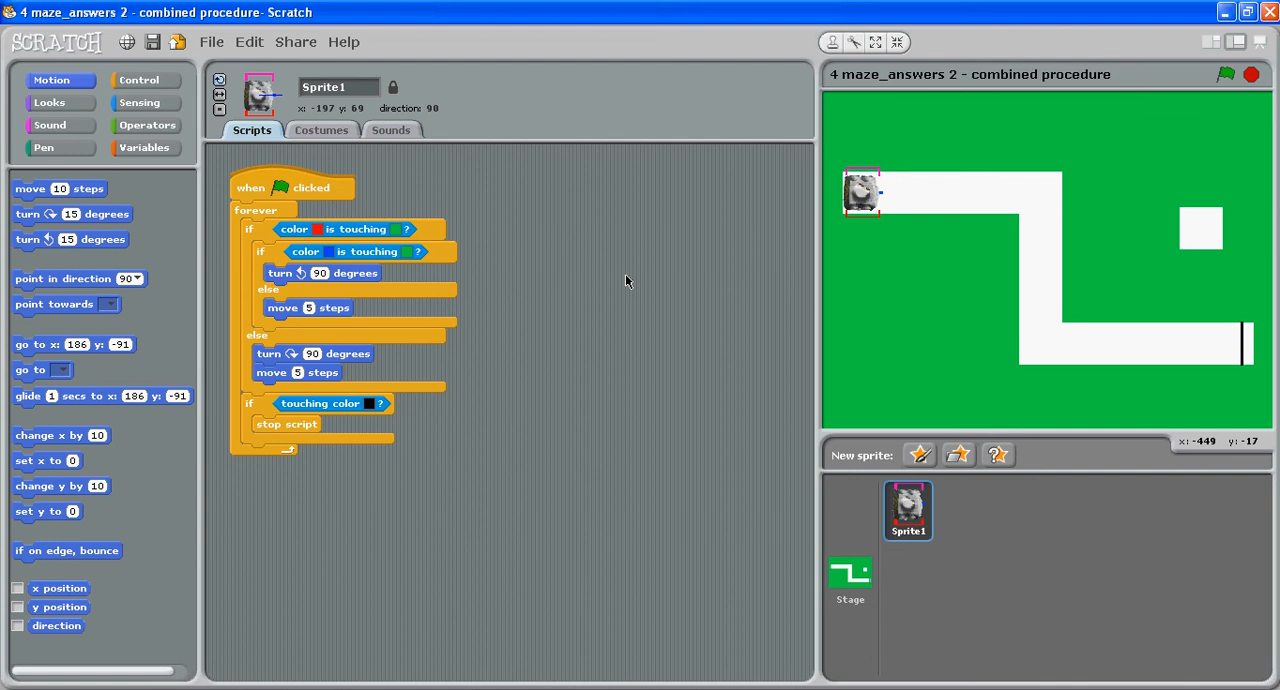 4 maze_answers 2 - combined procedure- Scratch
SCRATCH File Edit Share Help
Motion Control
Looks Sensing
Sound Operators
Pen Variables
move 10 steps
turn 15 degrees
turn 15 degrees
point in direction 90
point towards
go to x: 186 y: -91
go to
glide 1 secs to x: 186 y: -91
change x by 10
set x to 0
change y by 10
set y to 0
if on edge, bounce
x position
y position
direction
Sprite1
x: -197 y: 69 direction: 90
Scripts Costumes Sounds
when clicked
forever
if color is touching ?
if color is touching ?
turn 90 degrees
else
move 5 steps
else
turn 90 degrees
move 5 steps
if touching color ?
stop script
4 maze_answers 2 - combined procedure
x: -449 y: -17
New sprite:
Sprite1
Stage